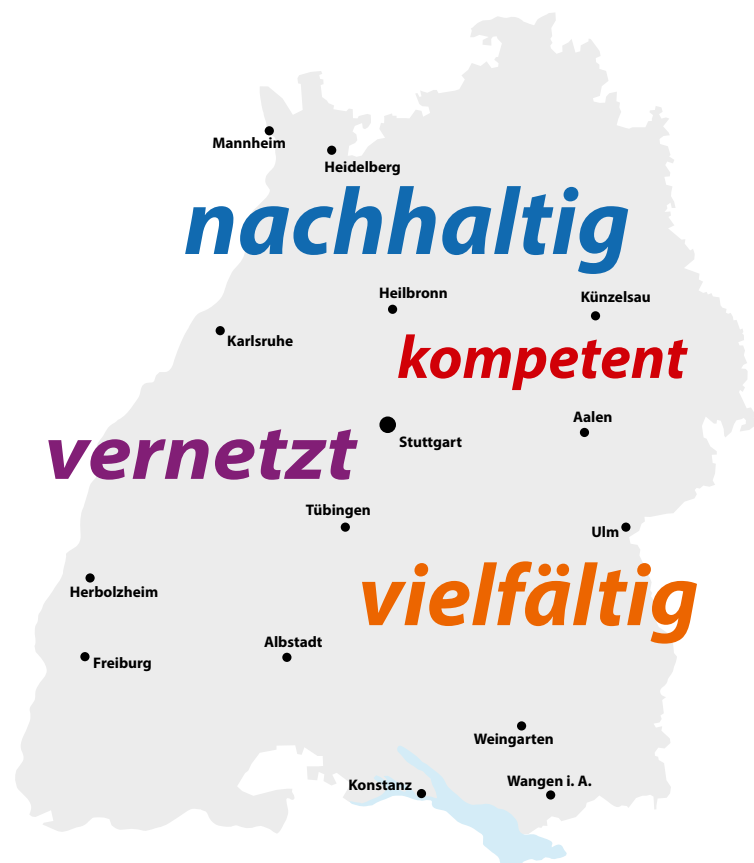 Mannheim
Heidelberg
nachhaltig
Heilbronn
Künzelsau
Karlsruhe
kompetent
Aalen
vernetzt
Stuttgart
Tübingen
Ulm
vielfältig
Herbolzheim
Albstadt
Freiburg
Weingarten
Wangen i. A.
Konstanz